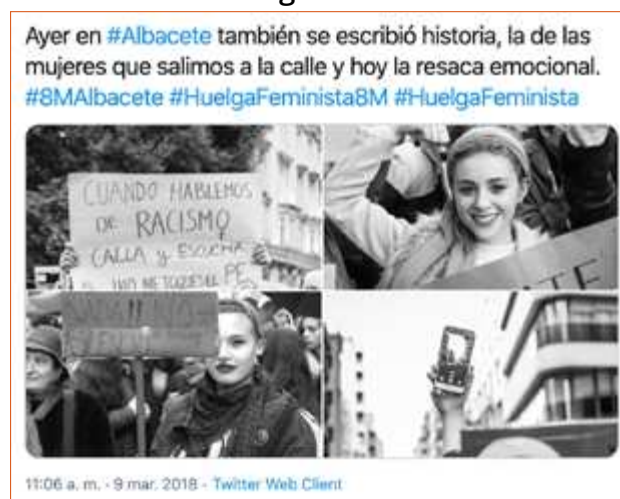 Ayer en #Albacete también se escribió historia, la de las
mujeres que salimos a la calle y hoy la resaca emocional.
#8MAlbacete #HuelgaFeminista8M #HuelgaFeminista
CUANDO HABLEMOS
DE RACISMO
CALLA y ESCUCHA
11:06 a. m. · 9 mar. 2018 · Twitter Web Client